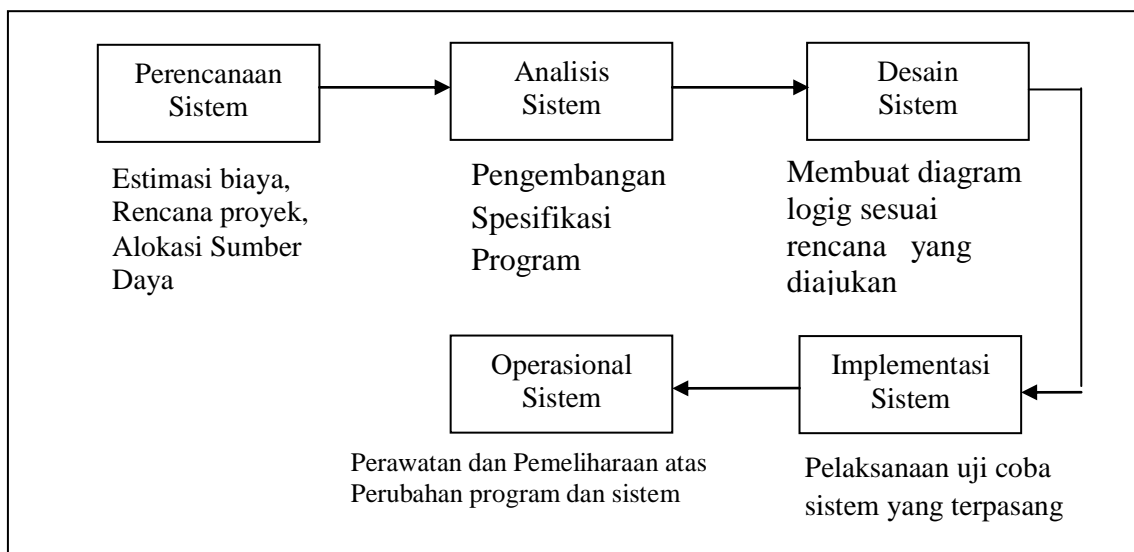 Perencanaan
Sistem
Estimasi biaya,
Rencana proyek,
Alokasi Sumber
Daya
Analisis
Sistem
Pengembangan
Spesifikasi
Program
Desain
Sistem
Membuat diagram
logig sesuai
rencana yang
diajukan
Implementasi
Sistem
Pelaksanaan uji coba
sistem yang terpasang
Operasional
Sistem
Perawatan dan Pemeliharaan atas
Perubahan program dan sistem